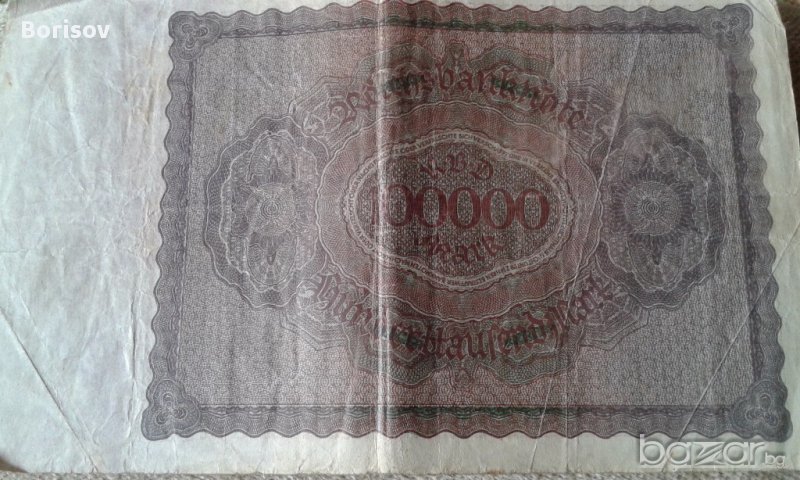 Borisov
Reichsbanknote
R.B.D
100000
Mark
Hunderttausend Mark
bazar.bg